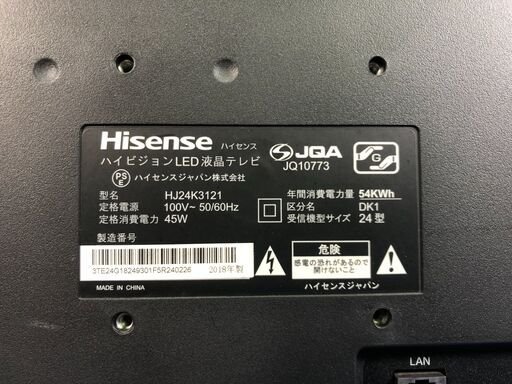 Hisense ハイセンス
ハイビジョンLED液晶テレビ
PS E ハイセンスジャパン株式会社
JQA
JQ10773
G
型名 HJ24K3121
定格電源 100V~ 50/60Hz
定格消費電力 45W
年間消費電力量 54KWh
区分名 DK1
受信機型サイズ 24 型
製造番号
3TE24G18249301F5R240226 2018年製
MADE IN CHINA
危険
感電の恐れがあるので
開けないこと
ハイセンスジャパン
LAN